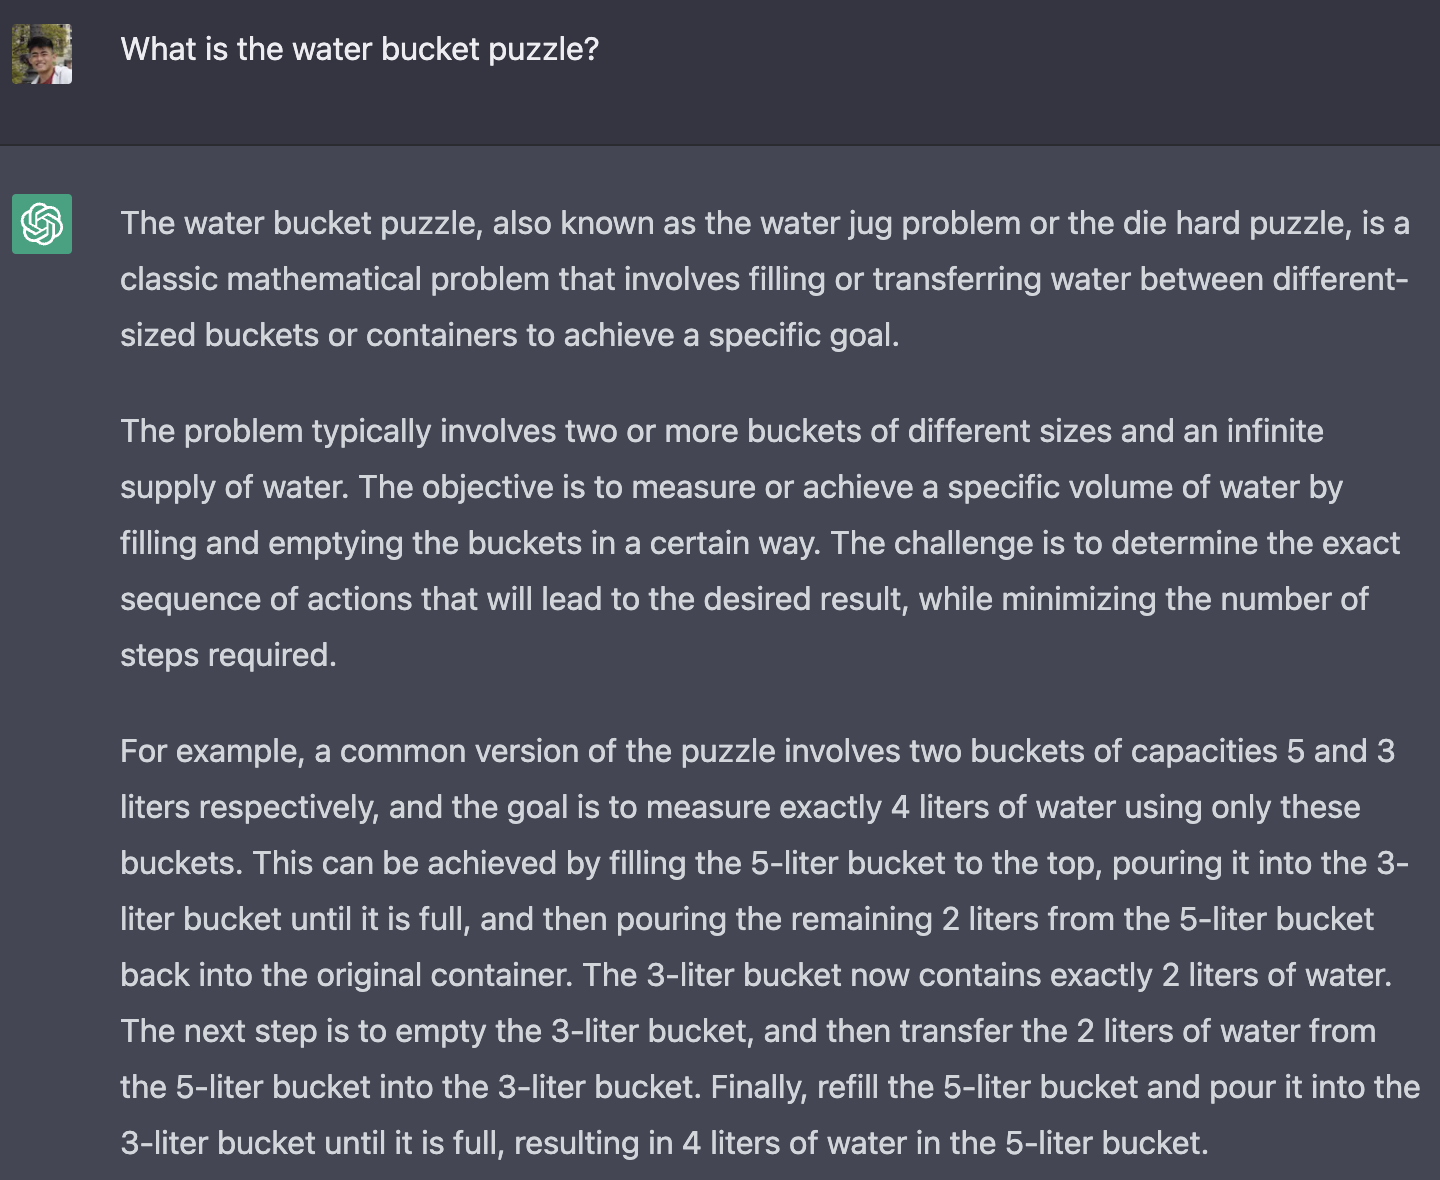 What is the water bucket puzzle?
The water bucket puzzle, also known as the water jug problem or the die hard puzzle, is a
classic mathematical problem that involves filling or transferring water between different-
sized buckets or containers to achieve a specific goal.
The problem typically involves two or more buckets of different sizes and an infinite
supply of water. The objective is to measure or achieve a specific volume of water by
filling and emptying the buckets in a certain way. The challenge is to determine the exact
sequence of actions that will lead to the desired result, while minimizing the number of
steps required.
For example, a common version of the puzzle involves two buckets of capacities 5 and 3
liters respectively, and the goal is to measure exactly 4 liters of water using only these
buckets. This can be achieved by filling the 5-liter bucket to the top, pouring it into the 3-
liter bucket until it is full, and then pouring the remaining 2 liters from the 5-liter bucket
back into the original container. The 3-liter bucket now contains exactly 2 liters of water.
The next step is to empty the 3-liter bucket, and then transfer the 2 liters of water from
the 5-liter bucket into the 3-liter bucket. Finally, refill the 5-liter bucket and pour it into the
3-liter bucket until it is full, resulting in 4 liters of water in the 5-liter bucket.